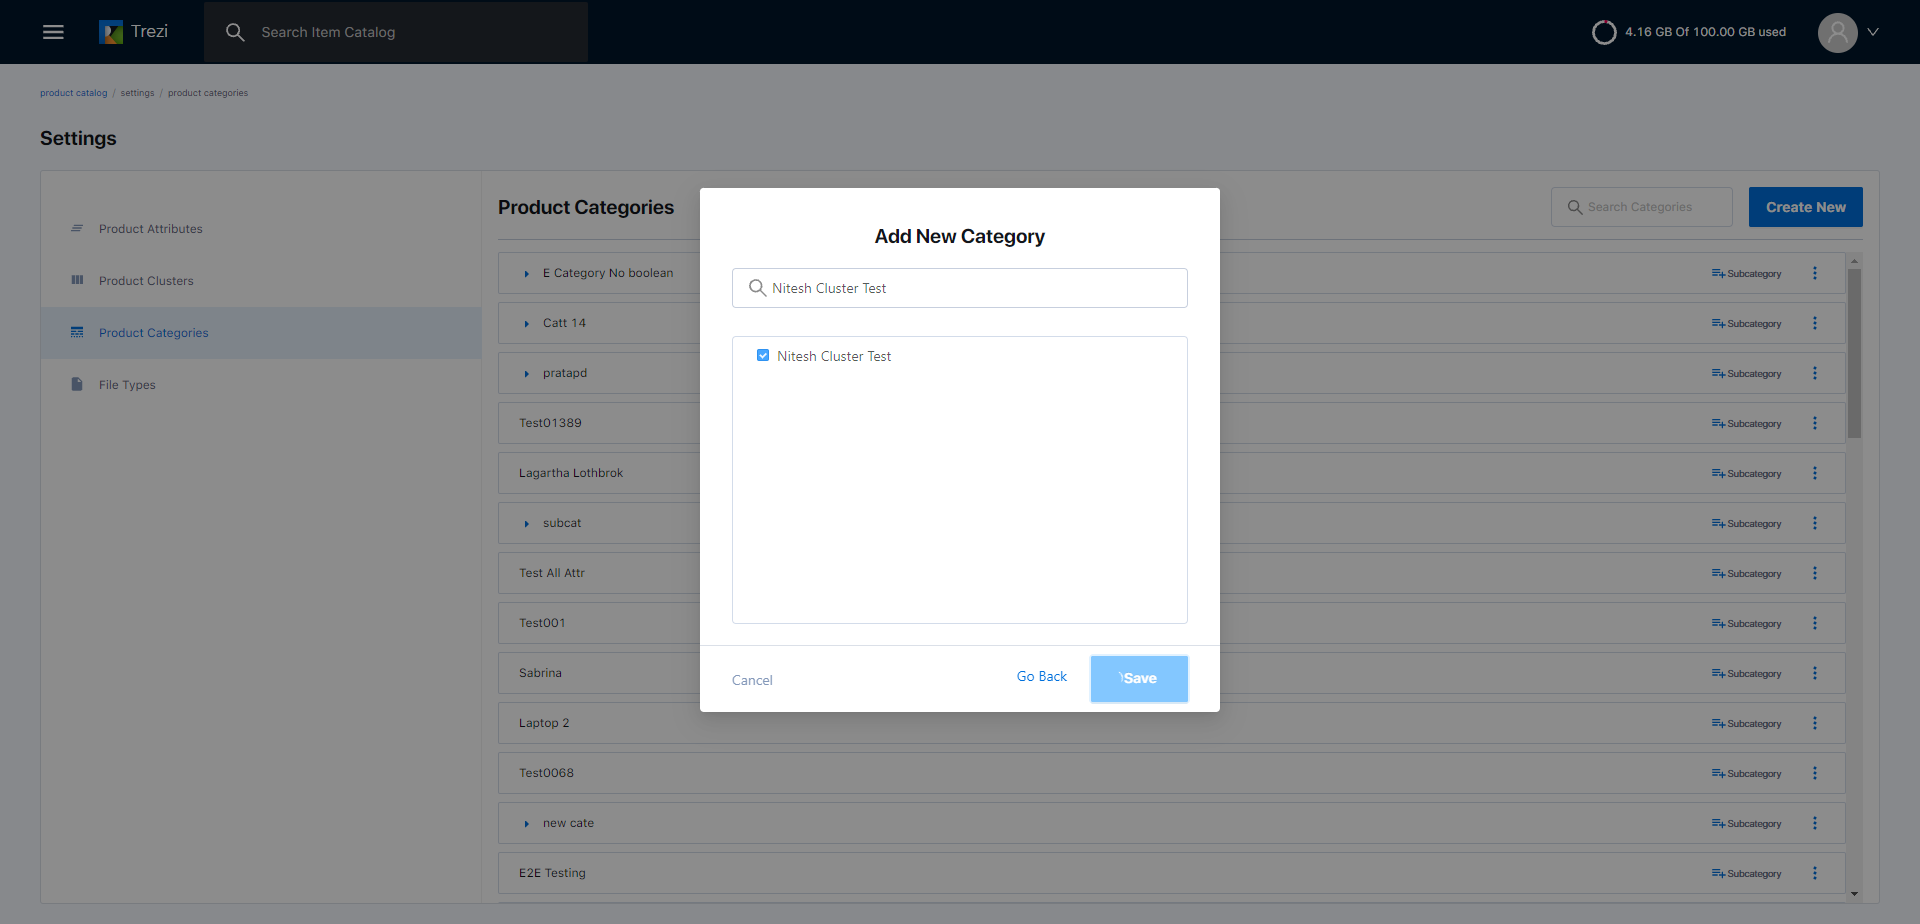 Trezi
Search Item Catalog
4.16 GB Of 100.00 GB used
product catalog / settings / product categories
Settings
Product Attributes
Product Clusters
Product Categories
File Types
Product Categories
Search Categories
Create New
E Category No boolean
Subcategory
Catt 14
Subcategory
pratapd
Subcategory
Test01389
Subcategory
Lagartha Lothbrok
Subcategory
subcat
Subcategory
Test All Attr
Subcategory
Test001
Subcategory
Sabrina
Subcategory
Laptop 2
Subcategory
Test0068
Subcategory
new cate
Subcategory
E2E Testing
Subcategory
Add New Category
Nitesh Cluster Test
Nitesh Cluster Test
Cancel
Go Back
Save